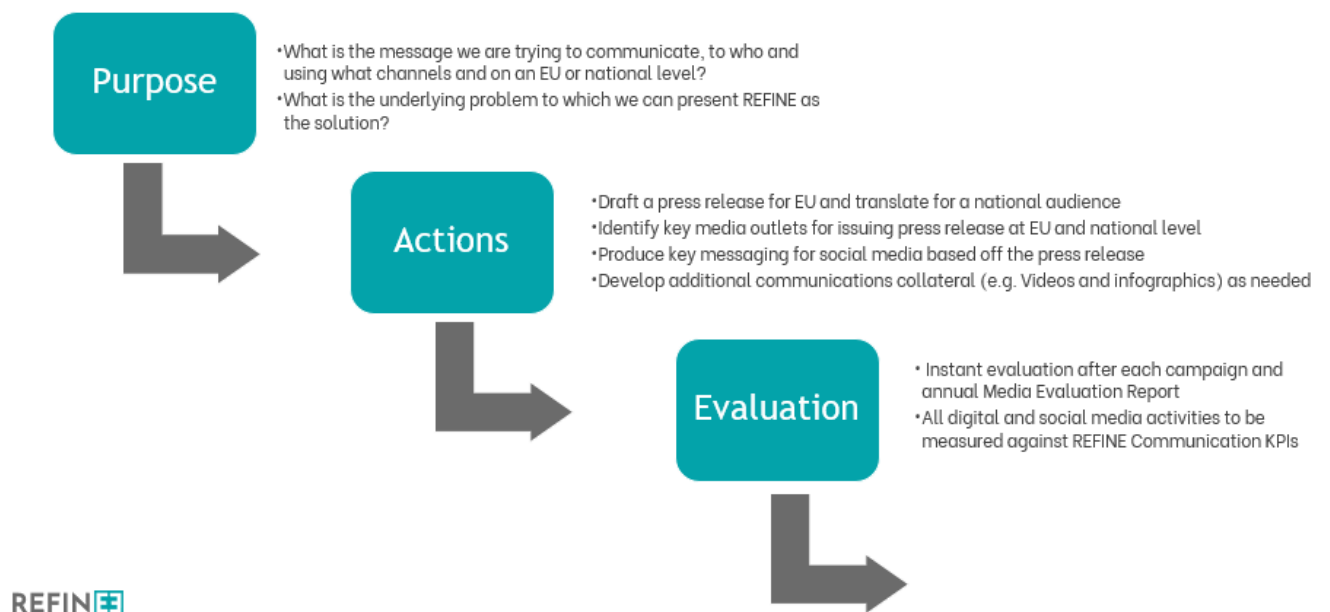 Purpose
•What is the message we are trying to communicate, to who and
using what channels and on an EU or national level?
•What is the underlying problem to which we can present REFINE as
the solution?
Actions
•Draft a press release for EU and translate for a national audience
•Identify key media outlets for issuing press release at EU and national level
•Produce key messaging for social media based off the press release
•Develop additional communications collateral (e.g. Videos and infographics) as needed
Evaluation
• Instant evaluation after each campaign and
annual Media Evaluation Report
•All digital and social media activities to be
measured against REFINE Communication KPIs
REFINE